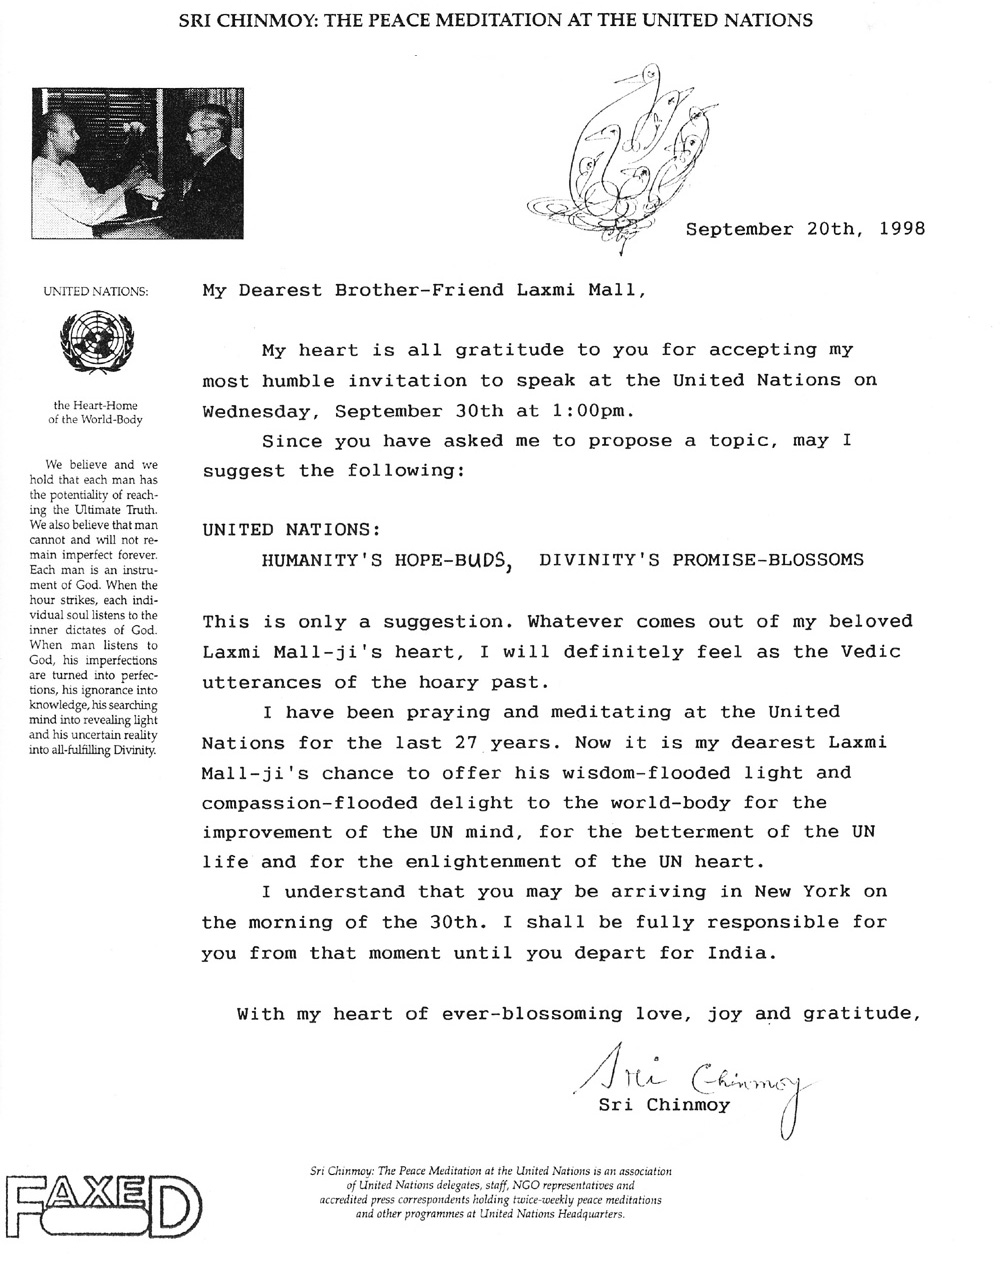 SRI CHINMOY: THE PEACE MEDITATION AT THE UNITED NATIONS
September 20th, 1998
UNITED NATIONS:
the Heart-Home
of the World-Body
We believe and we
hold that each man has
the potentiality of reach-
ing the Ultimate Truth.
We also believe that man
cannot and will not re-
main imperfect forever.
Each man is an instru-
ment of God. When the
hour strikes, each indi-
vidual soul listens to the
inner dictates of God.
When man listens to
God, his imperfections
are turned into perfec-
tions, his ignorance into
knowledge, his searching
mind into revealing light
and his uncertain reality
into all-fulfilling Divinity.
My Dearest Brother-Friend Laxmi Mall,
My heart is all gratitude to you for accepting my
most humble invitation to speak at the United Nations on
Wednesday, September 30th at 1:00pm.
Since you have asked me to propose a topic, may I
suggest the following:
UNITED NATIONS:
HUMANITY'S HOPE-BUDS, DIVINITY'S PROMISE-BLOSSOMS
This is only a suggestion. Whatever comes out of my beloved
Laxmi Mall-ji's heart, I will definitely feel as the Vedic
utterances of the hoary past.
I have been praying and meditating at the United
Nations for the last 27 years. Now it is my dearest Laxmi
Mall-ji's chance to offer his wisdom-flooded light and
compassion-flooded delight to the world-body for the
improvement of the UN mind, for the betterment of the UN
life and for the enlightenment of the UN heart.
I understand that you may be arriving in New York on
the morning of the 30th. I shall be fully responsible for
you from that moment until you depart for India.
With my heart of ever-blossoming love, joy and gratitude,
Sri Chinmoy
Sri Chinmoy
Sri Chinmoy: The Peace Meditation at the United Nations is an association
of United Nations delegates, staff, NGO representatives and
accredited press correspondents holding twice-weekly peace meditations
and other programmes at United Nations Headquarters.
FAXED